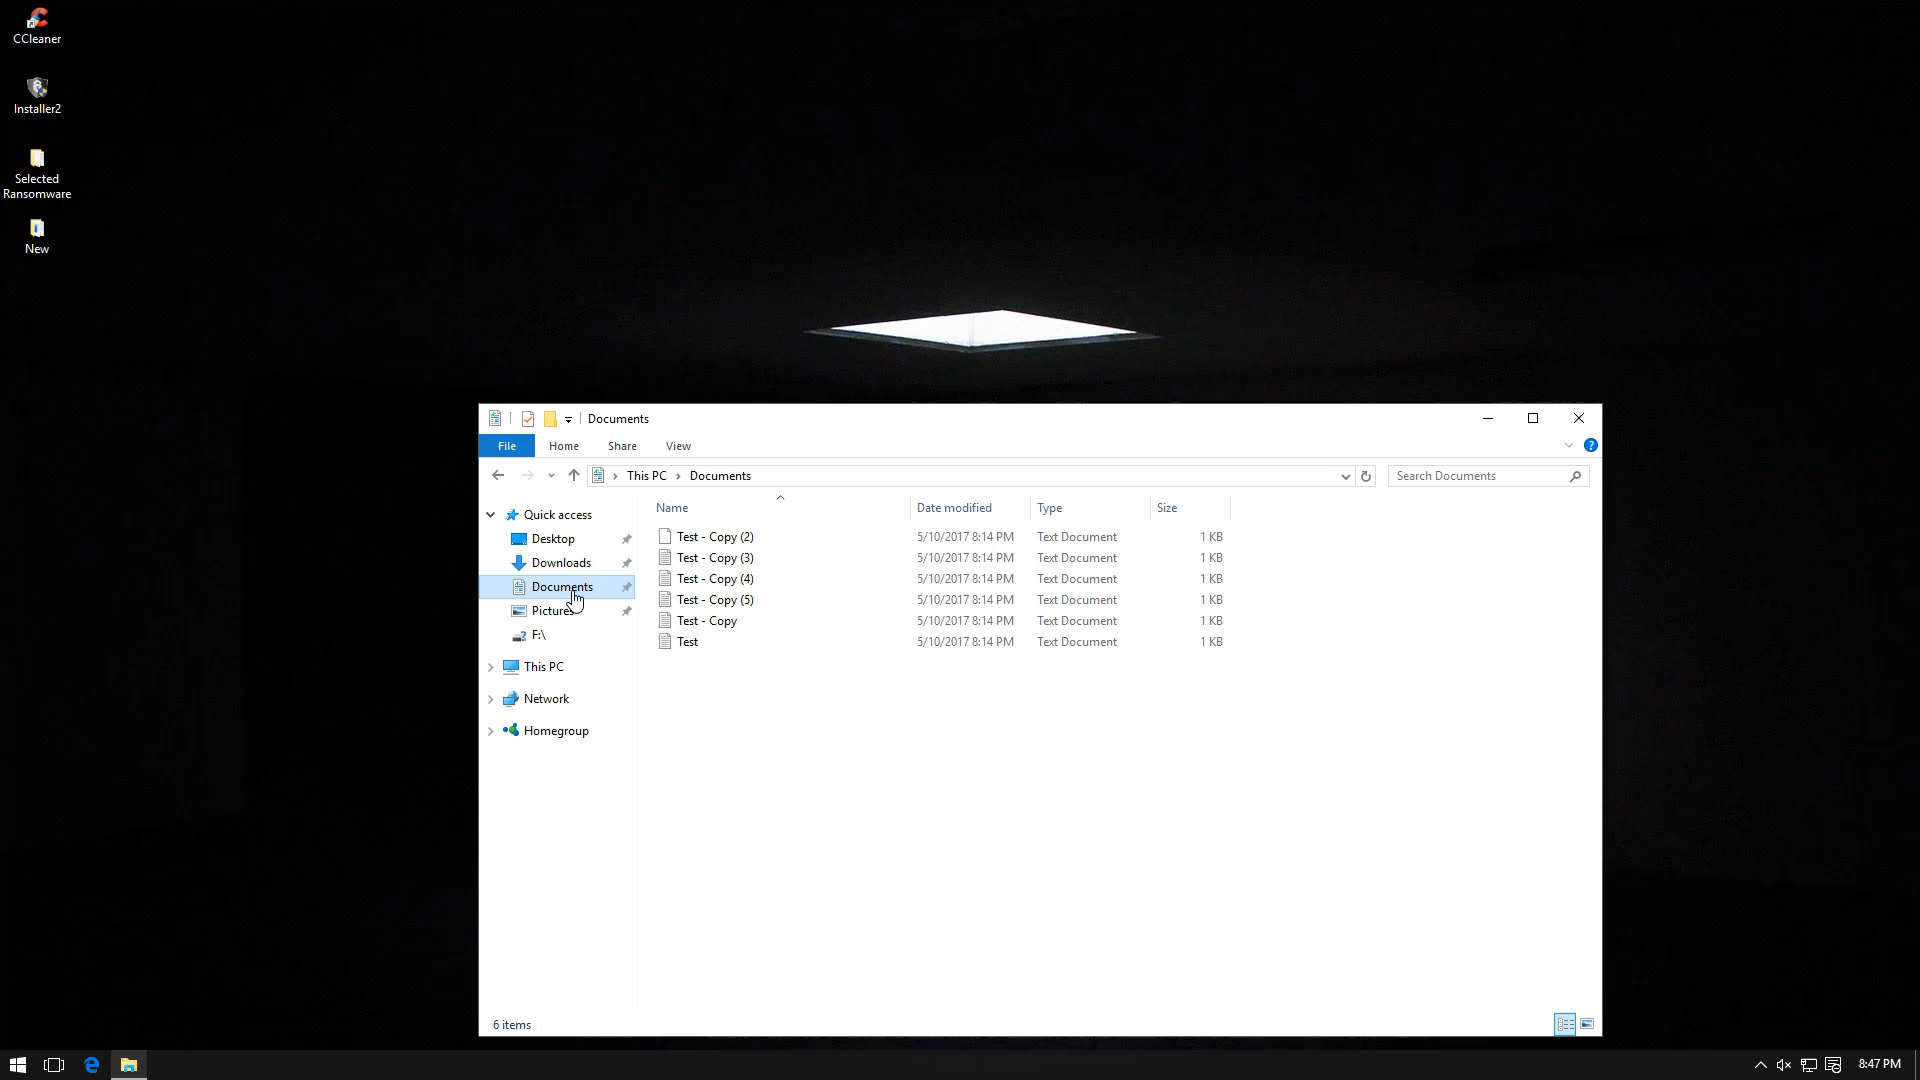 CCleaner
Installer2
Selected
Ransomware
New
Documents
File Home Share View
This PC Documents
Search Documents
Name Date modified Type Size
Quick access
Desktop
Downloads
Documents
Pictures
F:\
This PC
Network
Homegroup
Test - Copy (2) 5/10/2017 8:14 PM Text Document 1 KB
Test - Copy (3) 5/10/2017 8:14 PM Text Document 1 KB
Test - Copy (4) 5/10/2017 8:14 PM Text Document 1 KB
Test - Copy (5) 5/10/2017 8:14 PM Text Document 1 KB
Test - Copy 5/10/2017 8:14 PM Text Document 1 KB
Test 5/10/2017 8:14 PM Text Document 1 KB
6 items
8:47 PM